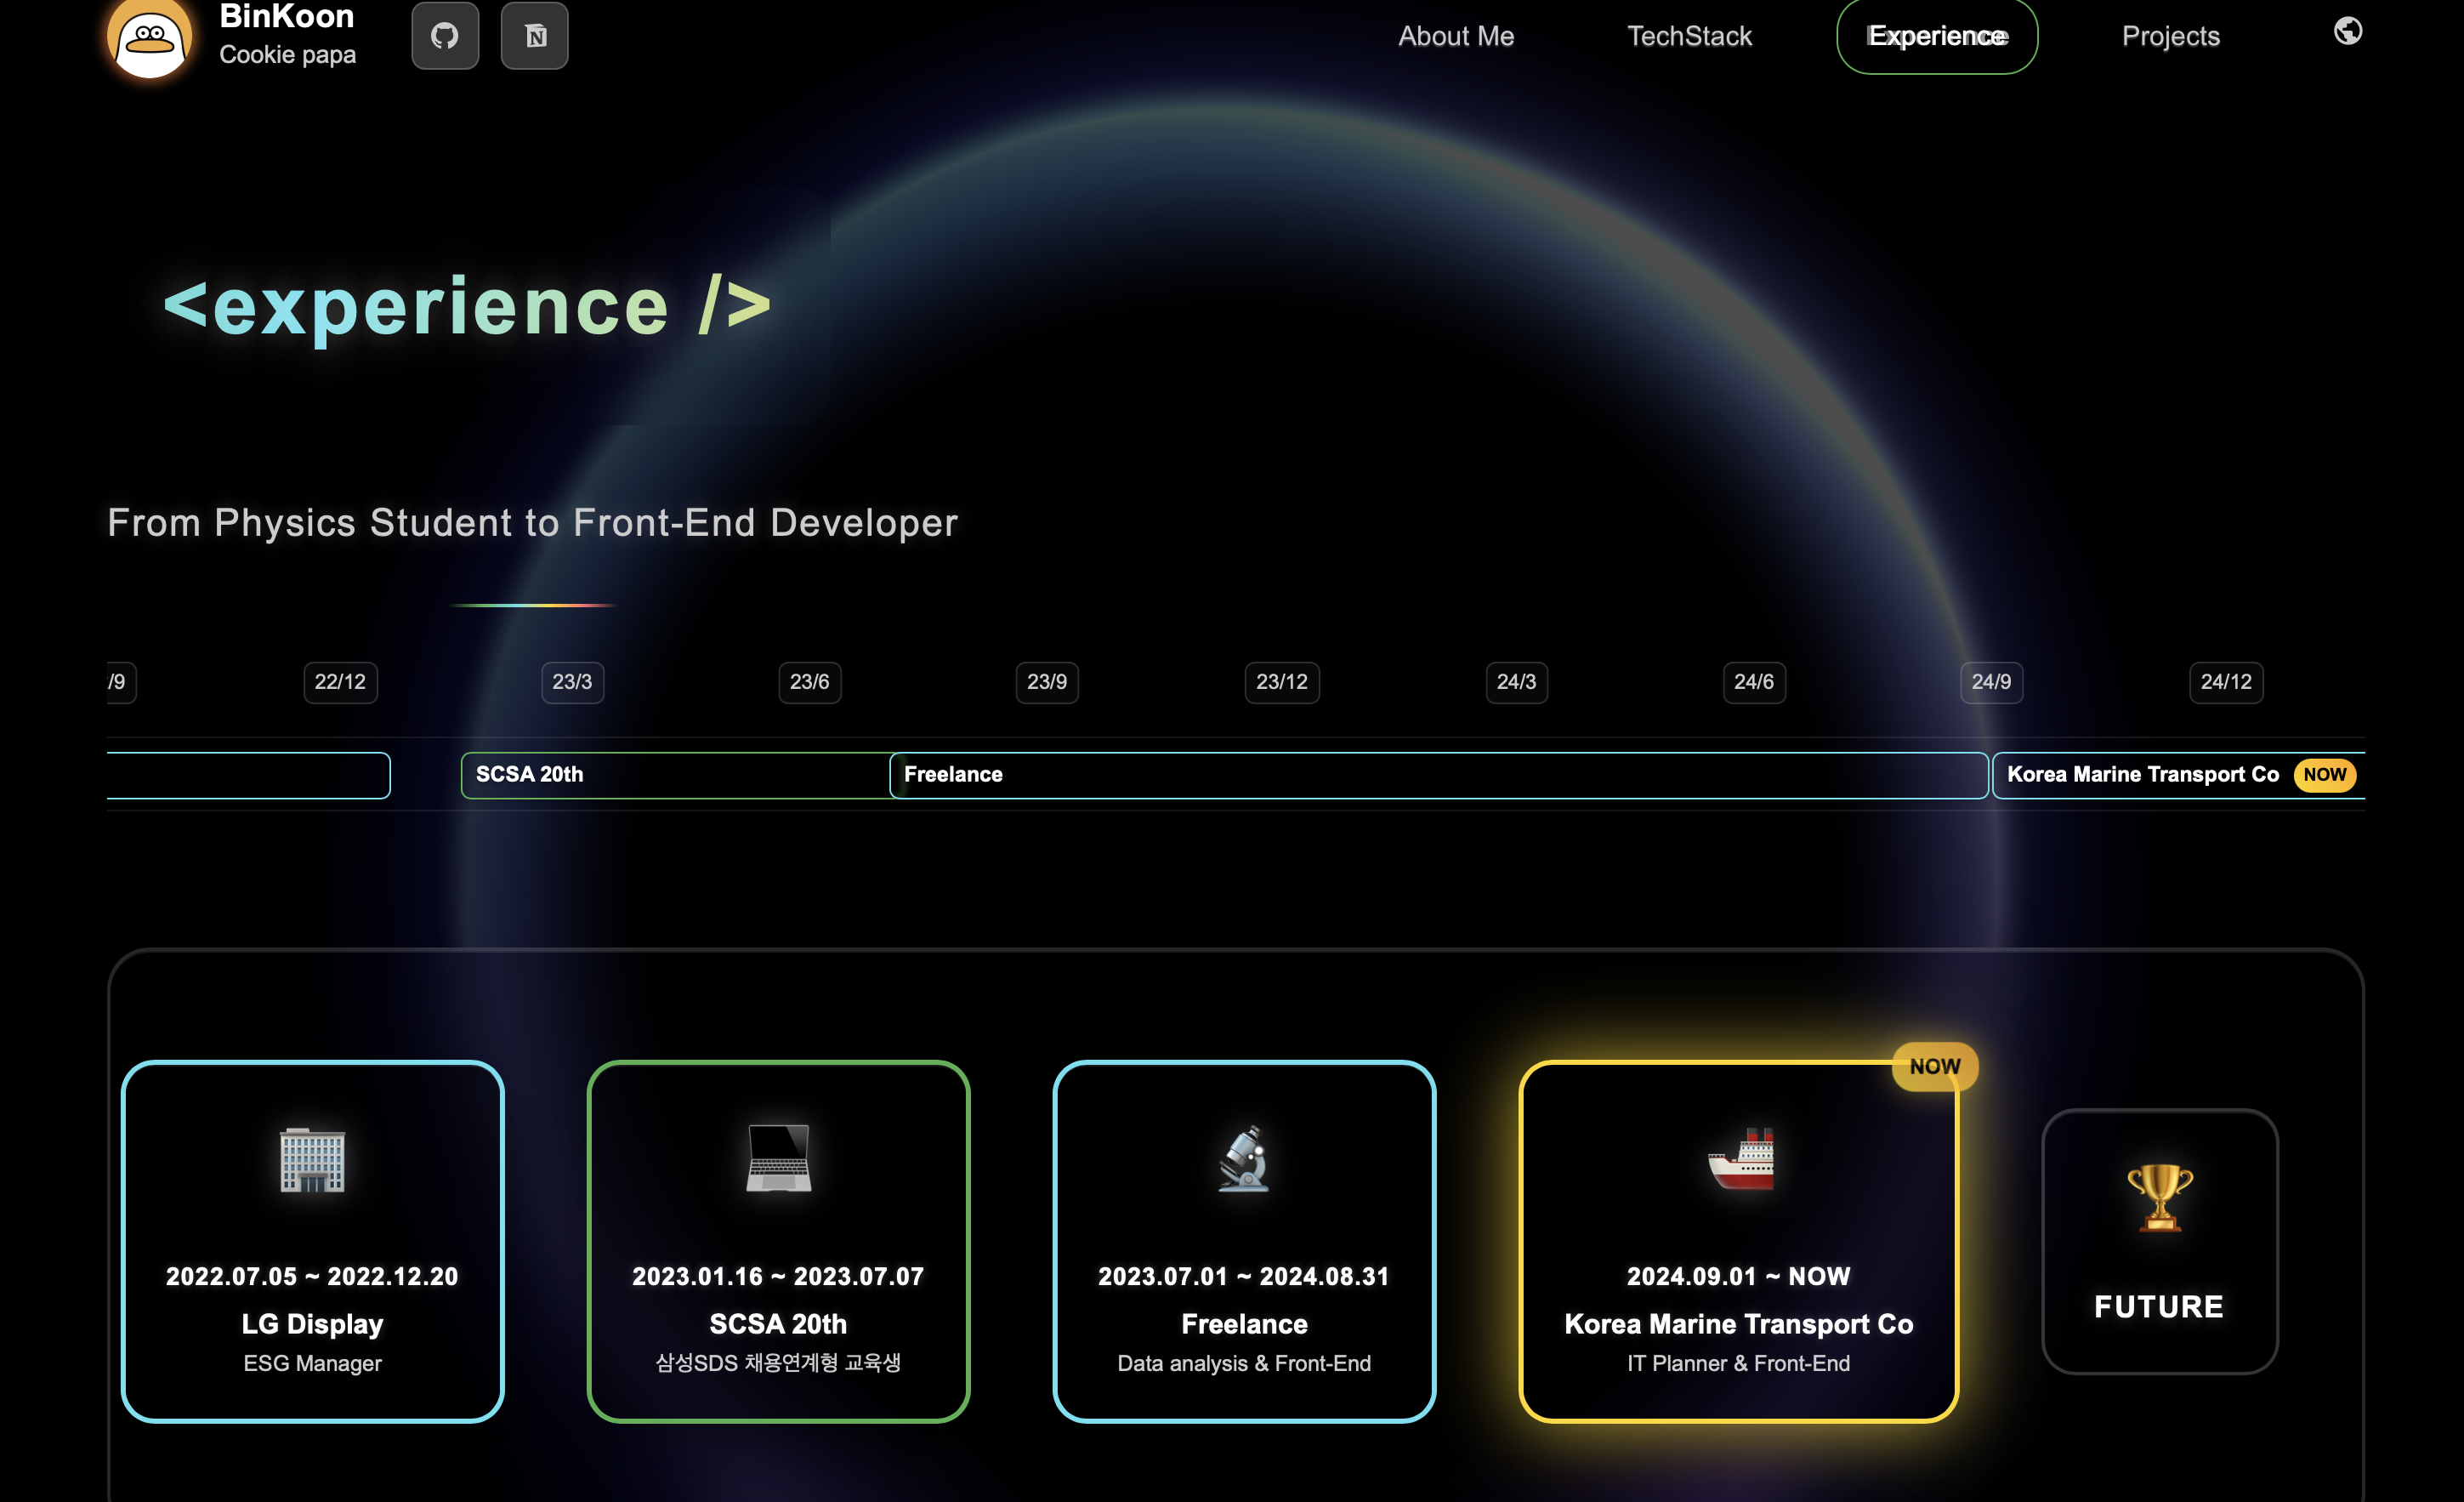 BinKoon
Cookie papa
About Me
TechStack
Experience
Projects
<experience />
From Physics Student to Front-End Developer
/9
22/12
23/3
23/6
23/9
23/12
24/3
24/6
24/9
24/12
SCSA 20th
Freelance
Korea Marine Transport Co
NOW
2022.07.05 ~ 2022.12.20
LG Display
ESG Manager
2023.01.16 ~ 2023.07.07
SCSA 20th
삼성SDS 채용연계형 교육생
2023.07.01 ~ 2024.08.31
Freelance
Data analysis & Front-End
NOW
2024.09.01 ~ NOW
Korea Marine Transport Co
IT Planner & Front-End
FUTURE